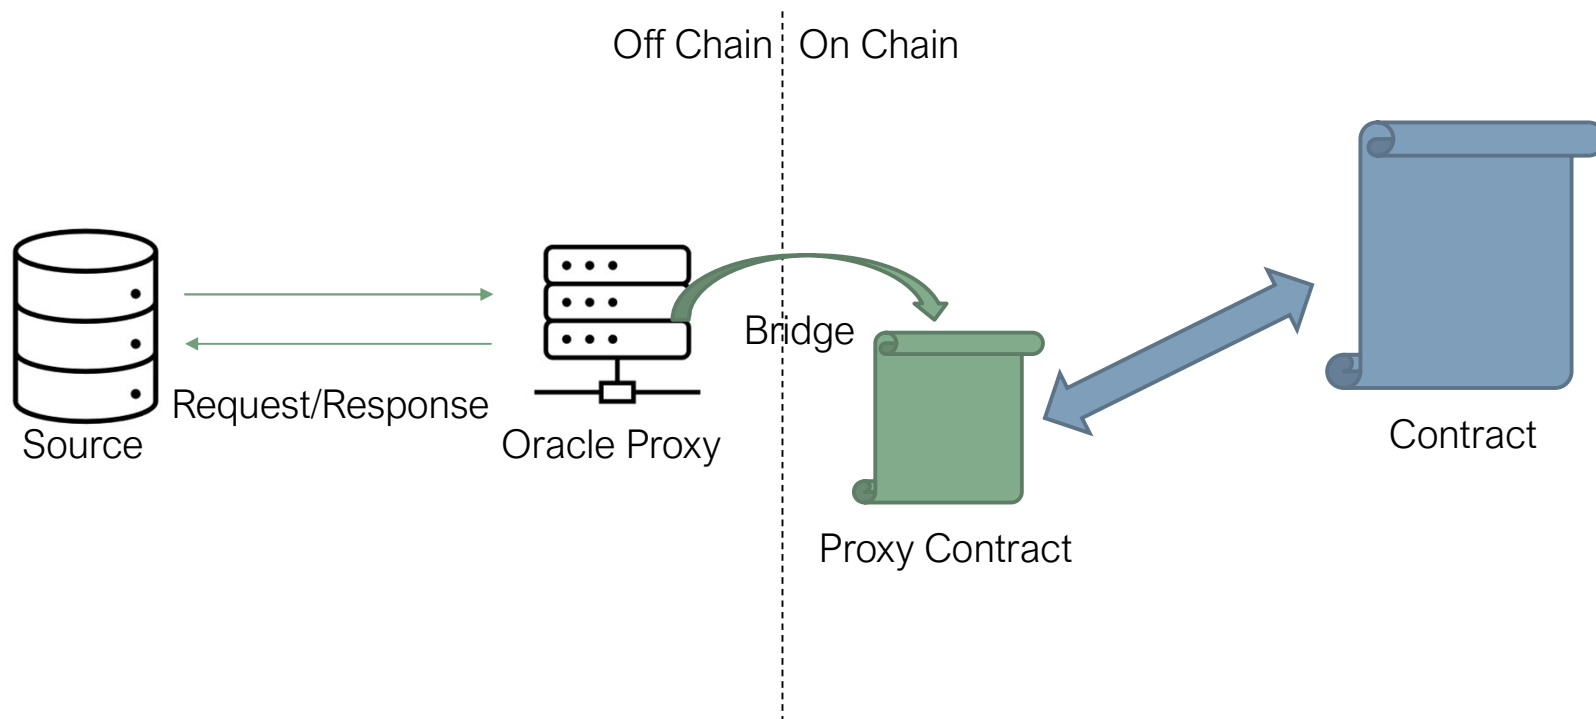 Off Chain
On Chain
Bridge
Request/Response
Source
Oracle Proxy
Contract
Proxy Contract